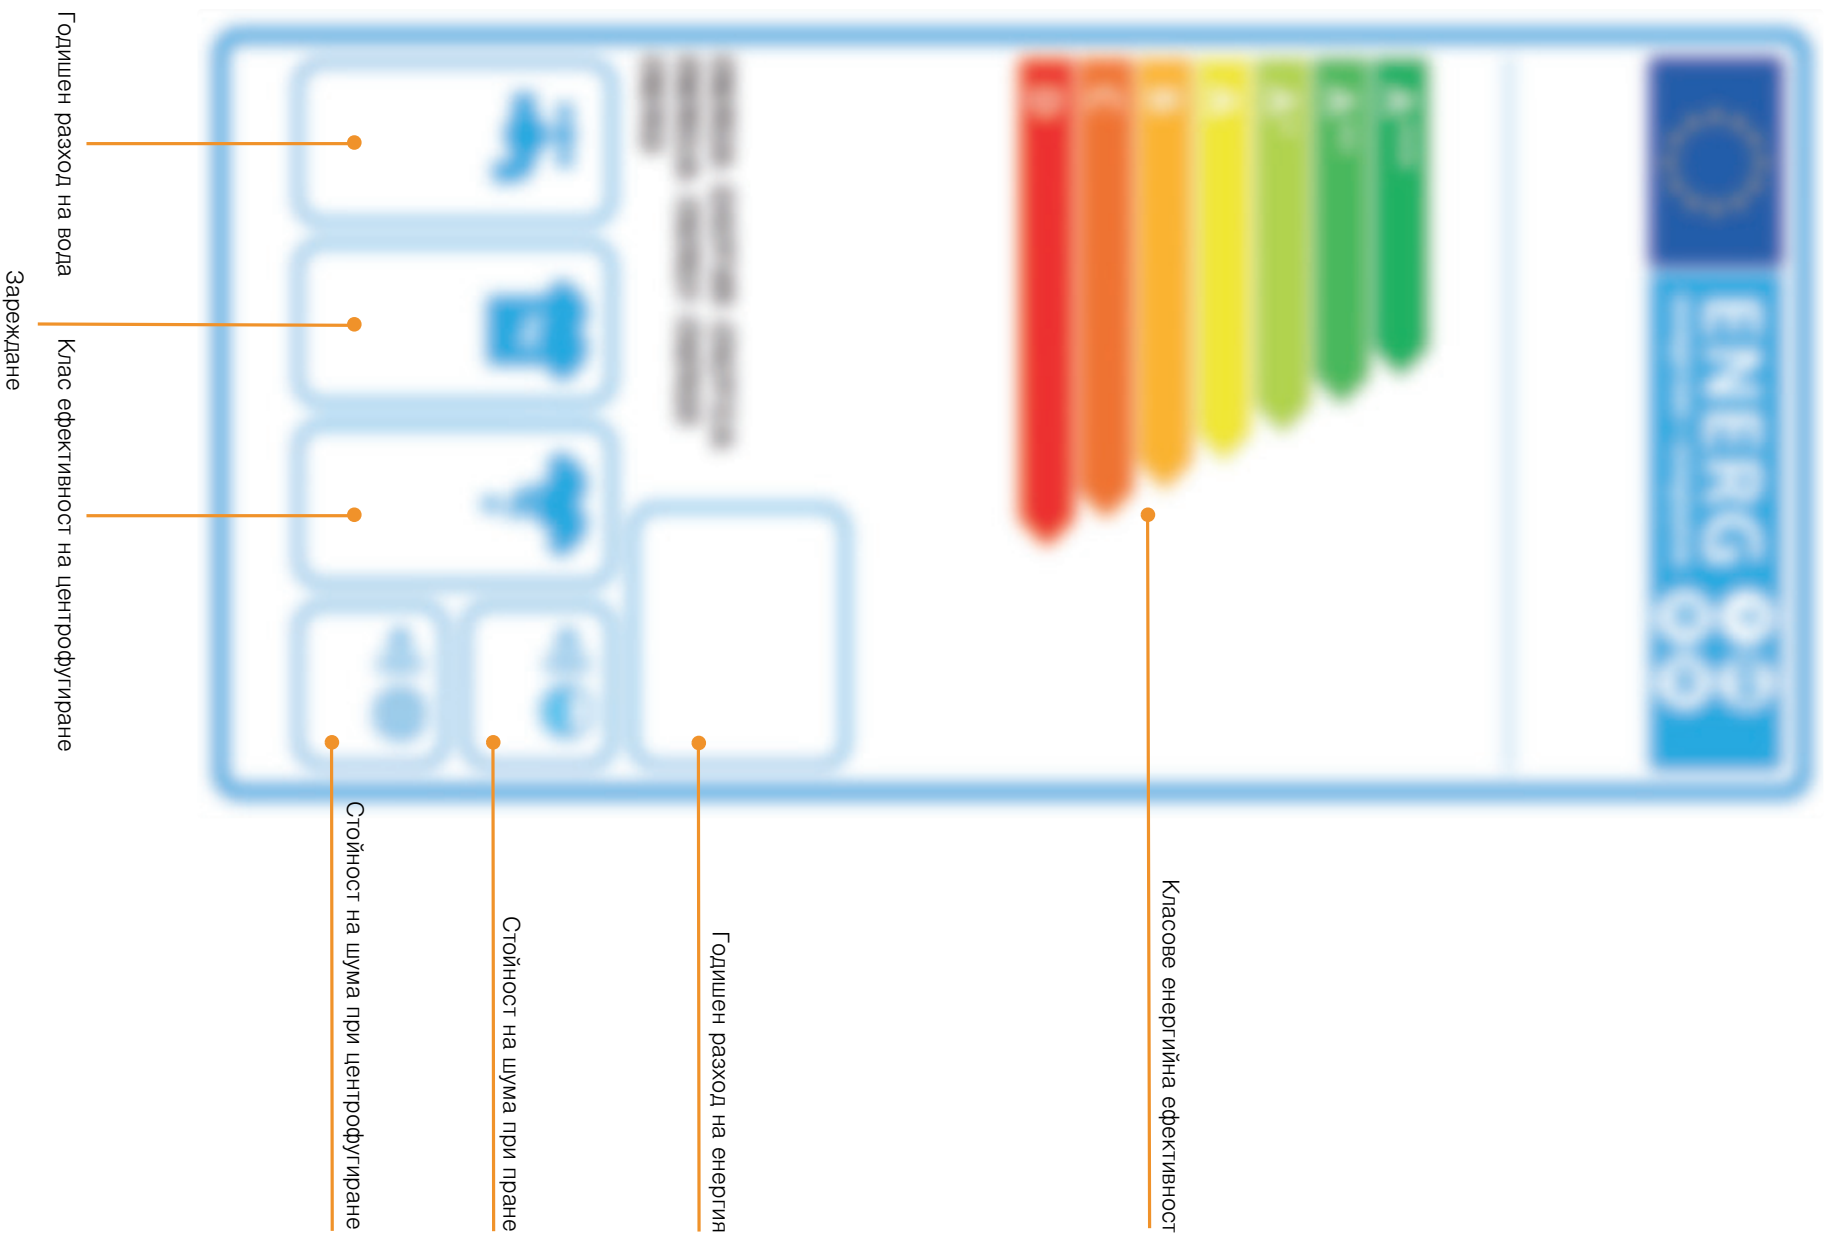 ENERG
Класове енергийна ефективност
Годишен разход на енергия
Стойност на шума при пране
Стойност на шума при центрофугиране
Годишен разход на вода
Клас ефективност на центрофугиране
Зареждане